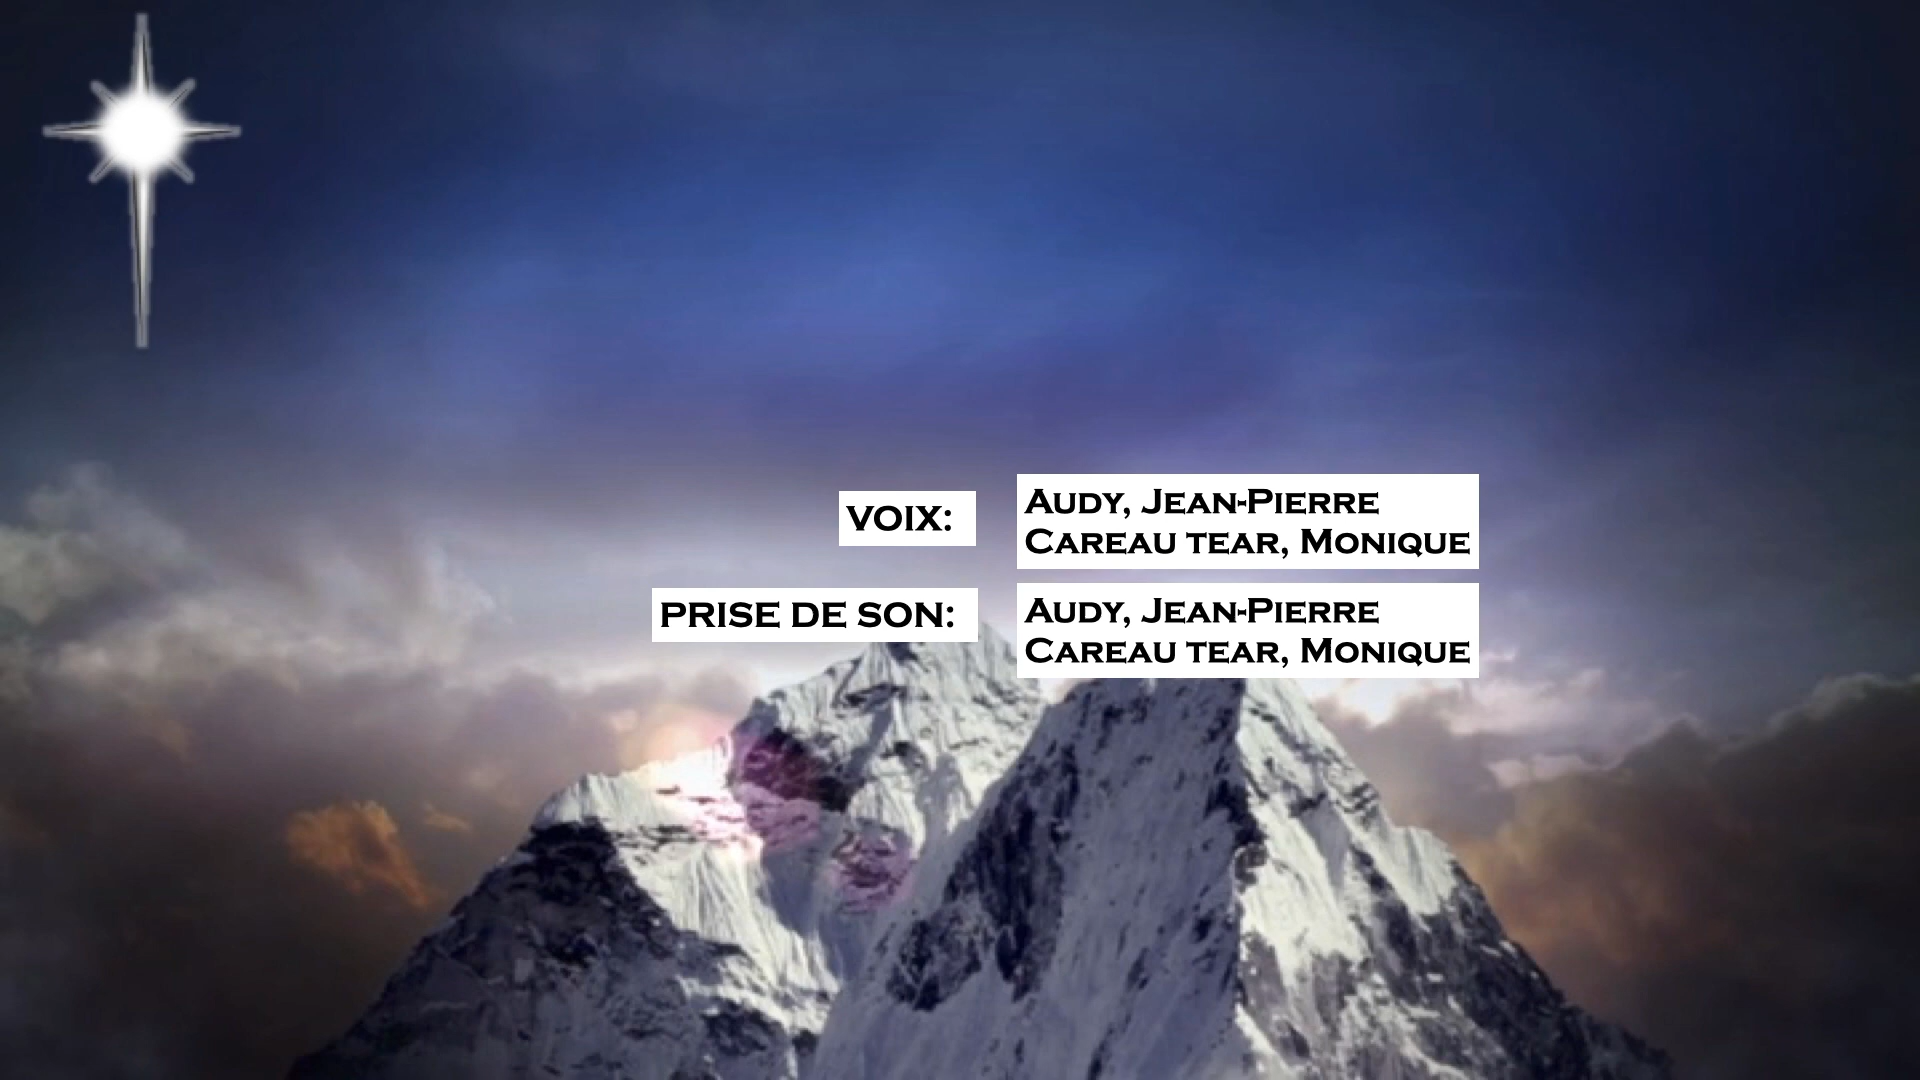 VOIX:
Audy, Jean-Pierre
Careau tear, Monique
PRISE DE SON:
Audy, Jean-Pierre
Careau tear, Monique